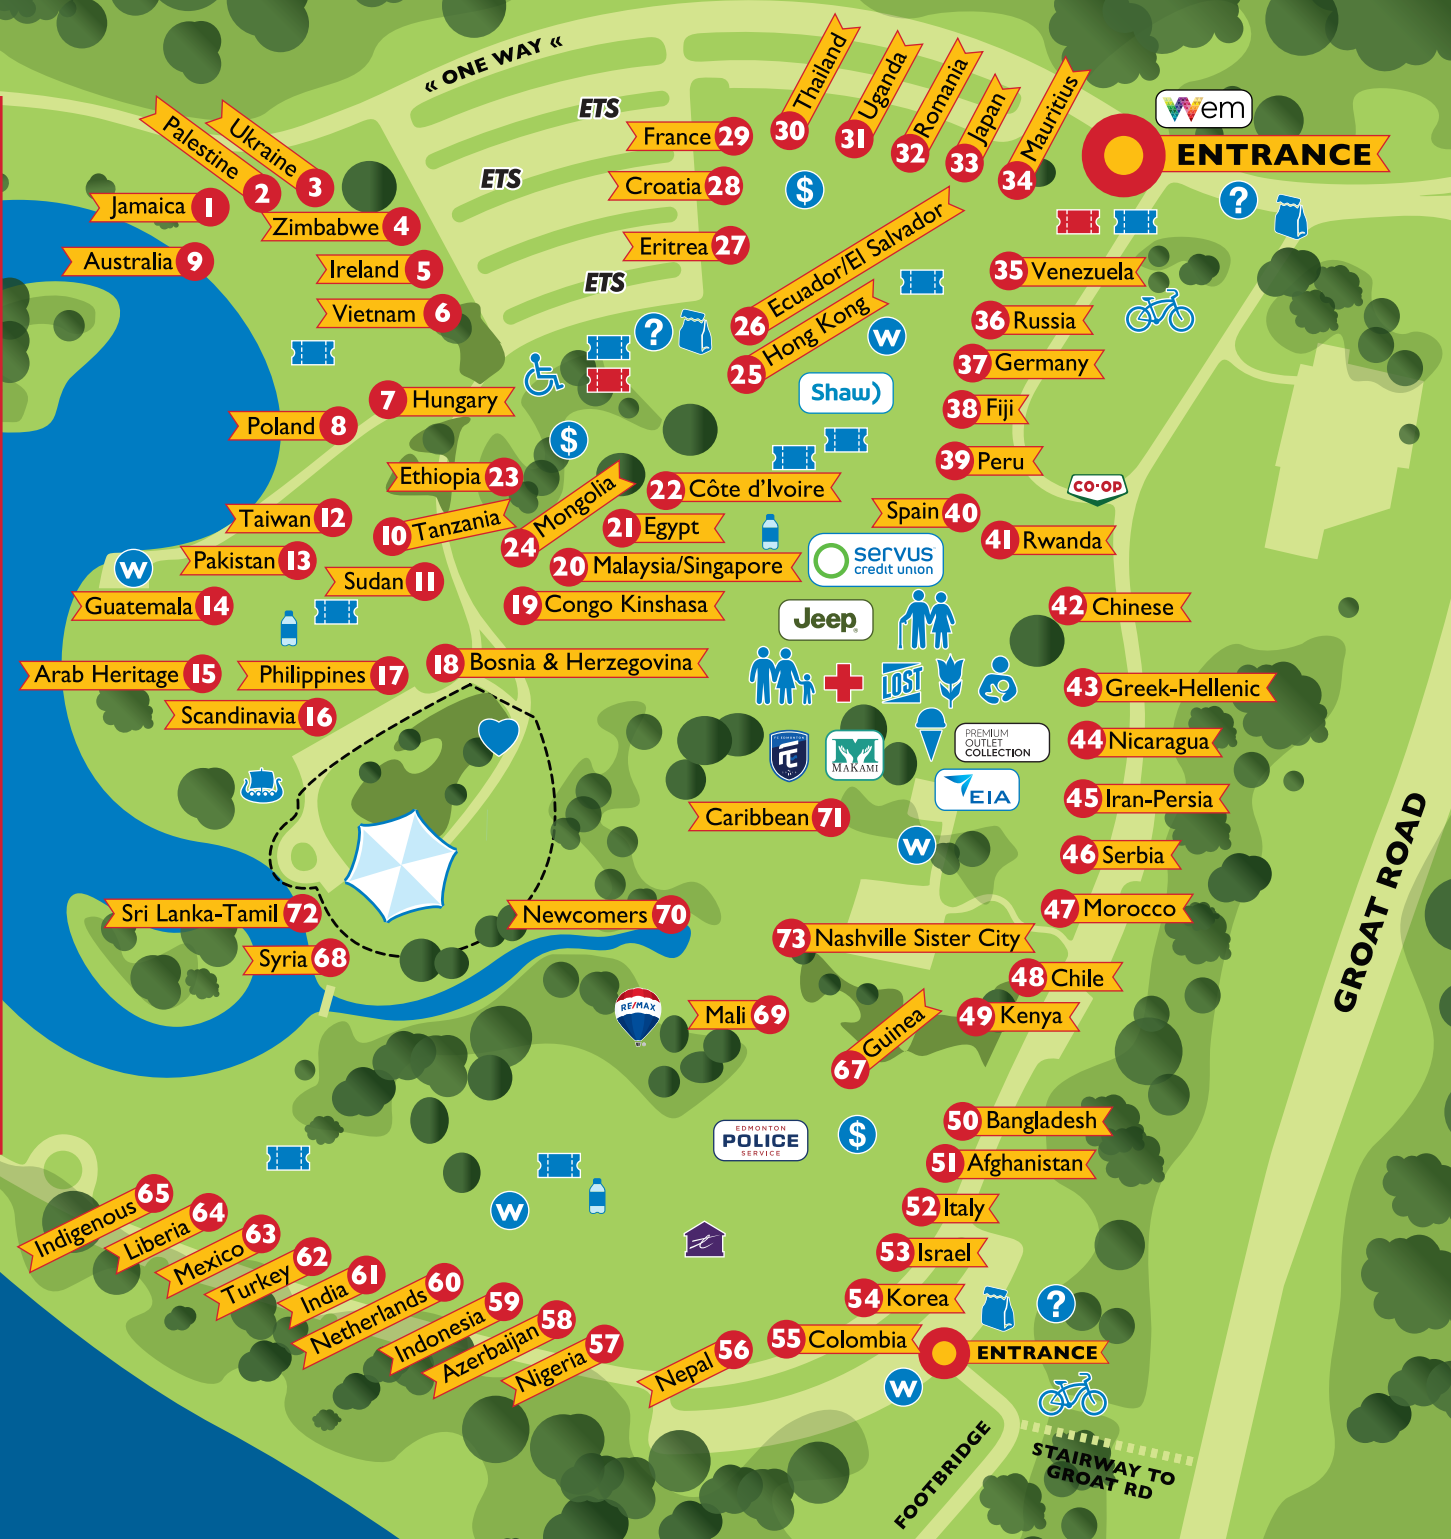 « ONE WAY «
ETS
ETS
ETS
Palestine 2
Ukraine 3
Jamaica 1
Zimbabwe 4
Australia 9
Ireland 5
Vietnam 6
7 Hungary
Poland 8
France 29
Croatia 28
Eritrea 27
30 Thailand
31 Uganda
32 Romania
33 Japan
34 Mauritius
Wem
ENTRANCE
?
$
26 Ecuador/El Salvador
25 Hong Kong
?
W
Shaw)
35 Venezuela
36 Russia
37 Germany
38 Fiji
39 Peru
CO-OP
$
Ethiopia 23
10 Tanzania
24 Mongolia
22 Côte d'Ivoire
21 Egypt
20 Malaysia/Singapore
19 Congo Kinshasa
18 Bosnia & Herzegovina
Spain 40
41 Rwanda
servus
credit union
Jeep
Taiwan 12
Pakistan 13
W
Sudan 11
Guatemala 14
Arab Heritage 15
Philippines 17
Scandinavia 16
42 Chinese
43 Greek-Hellenic
44 Nicaragua
45 Iran-Persia
46 Serbia
47 Morocco
48 Chile
49 Kenya
LOST
FC EDMONTON
MAKAMI
PREMIUM
OUTLET
COLLECTION
EIA
Caribbean 71
W
Sri Lanka-Tamil 72
Syria 68
Newcomers 70
73 Nashville Sister City
RE/MAX
Mali 69
67 Guinea
GROAT ROAD
EDMONTON
POLICE
SERVICE
$
50 Bangladesh
51 Afghanistan
52 Italy
53 Israel
54 Korea
55 Colombia
W
t
Indigenous 65
Liberia 64
Mexico 63
Turkey 62
India 61
Netherlands 60
Indonesia 59
Azerbaijan 58
Nigeria 57
Nepal 56
?
ENTRANCE
W
FOOTBRIDGE
STAIRWAY TO
GROAT RD